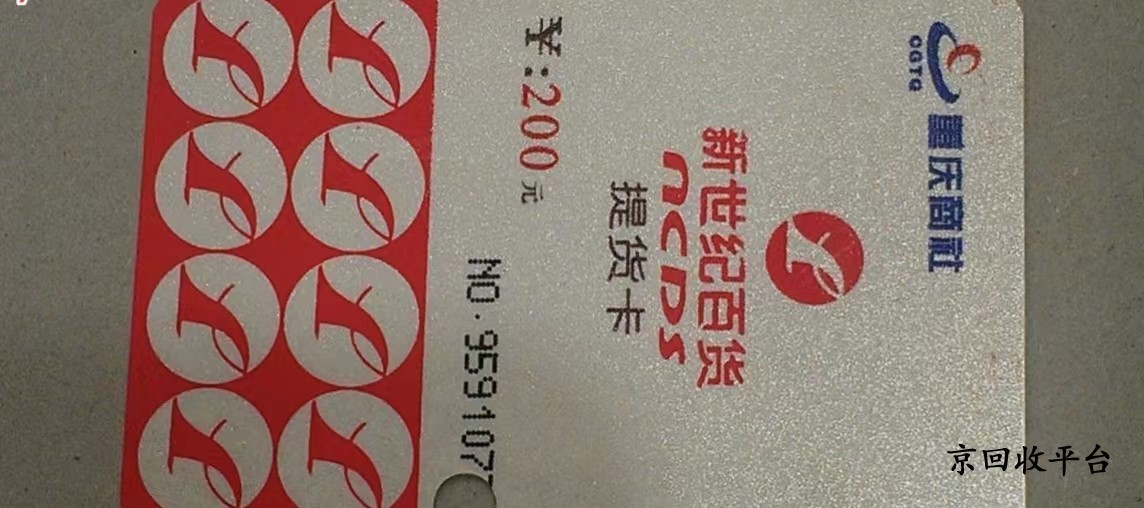 CGTG
重庆商社
新世纪百货
nCDs
提货卡
¥:200元
NO.959107
京回收平台